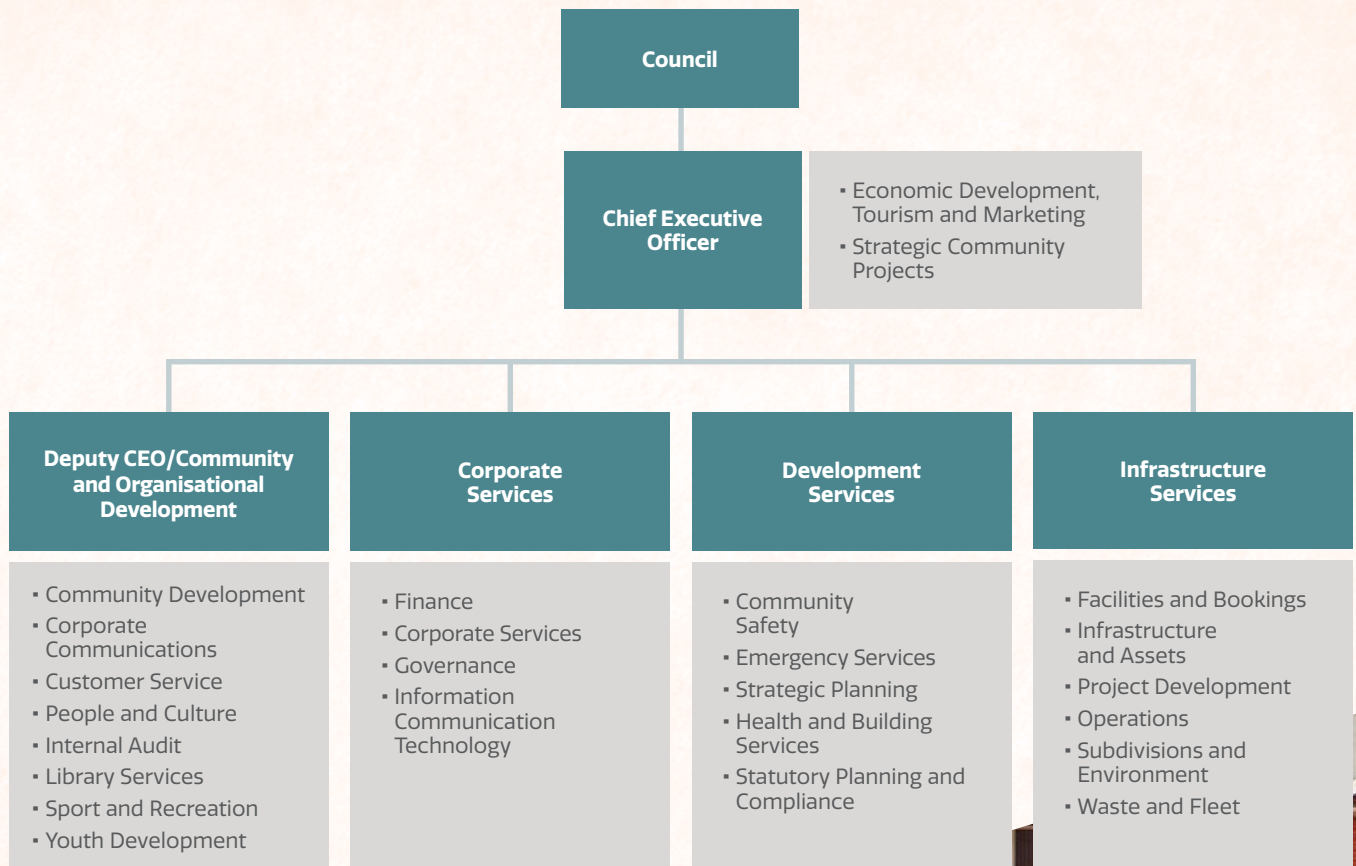 Council
Chief Executive
Officer
▪ Economic Development,
Tourism and Marketing
▪ Strategic Community
Projects
Deputy CEO/Community
and Organisational
Development
▪ Community Development
▪ Corporate
Communications
▪ Customer Service
▪ People and Culture
▪ Internal Audit
▪ Library Services
▪ Sport and Recreation
▪ Youth Development
Corporate
Services
▪ Finance
▪ Corporate Services
▪ Governance
▪ Information
Communication
Technology
Development
Services
▪ Community
Safety
▪ Emergency Services
▪ Strategic Planning
▪ Health and Building
Services
▪ Statutory Planning and
Compliance
Infrastructure
Services
▪ Facilities and Bookings
▪ Infrastructure
and Assets
▪ Project Development
▪ Operations
▪ Subdivisions and
Environment
▪ Waste and Fleet